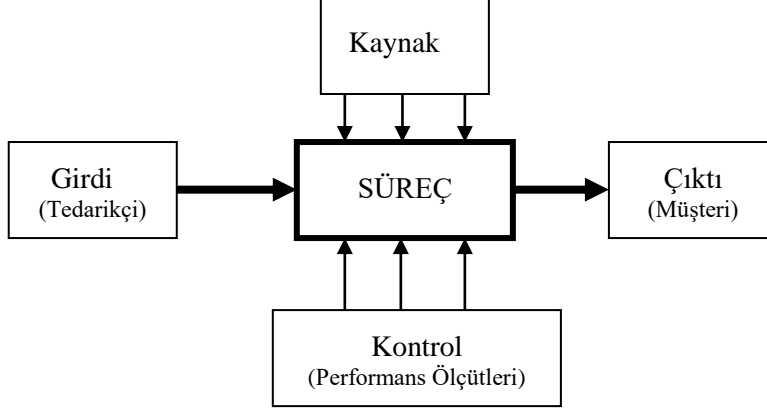 Kaynak
Girdi
(Tedarikçi)
SÜREÇ
Çıktı
(Müşteri)
Kontrol
(Performans Ölçütleri)